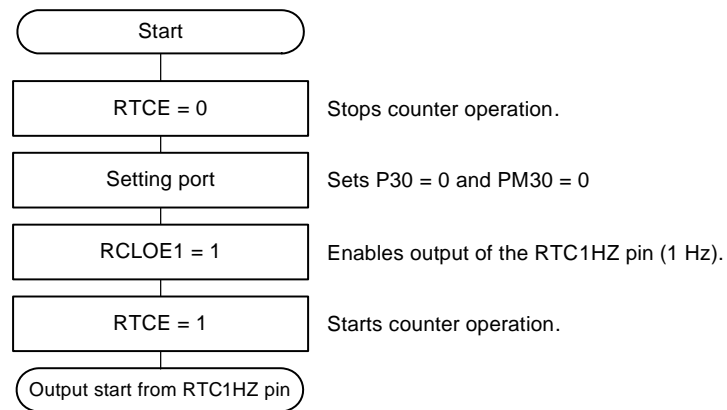 Start
RTCE = 0 Stops counter operation.
Setting port Sets P30 = 0 and PM30 = 0
RCLOE1 = 1 Enables output of the RTC1HZ pin (1 Hz).
RTCE = 1 Starts counter operation.
Output start from RTC1HZ pin